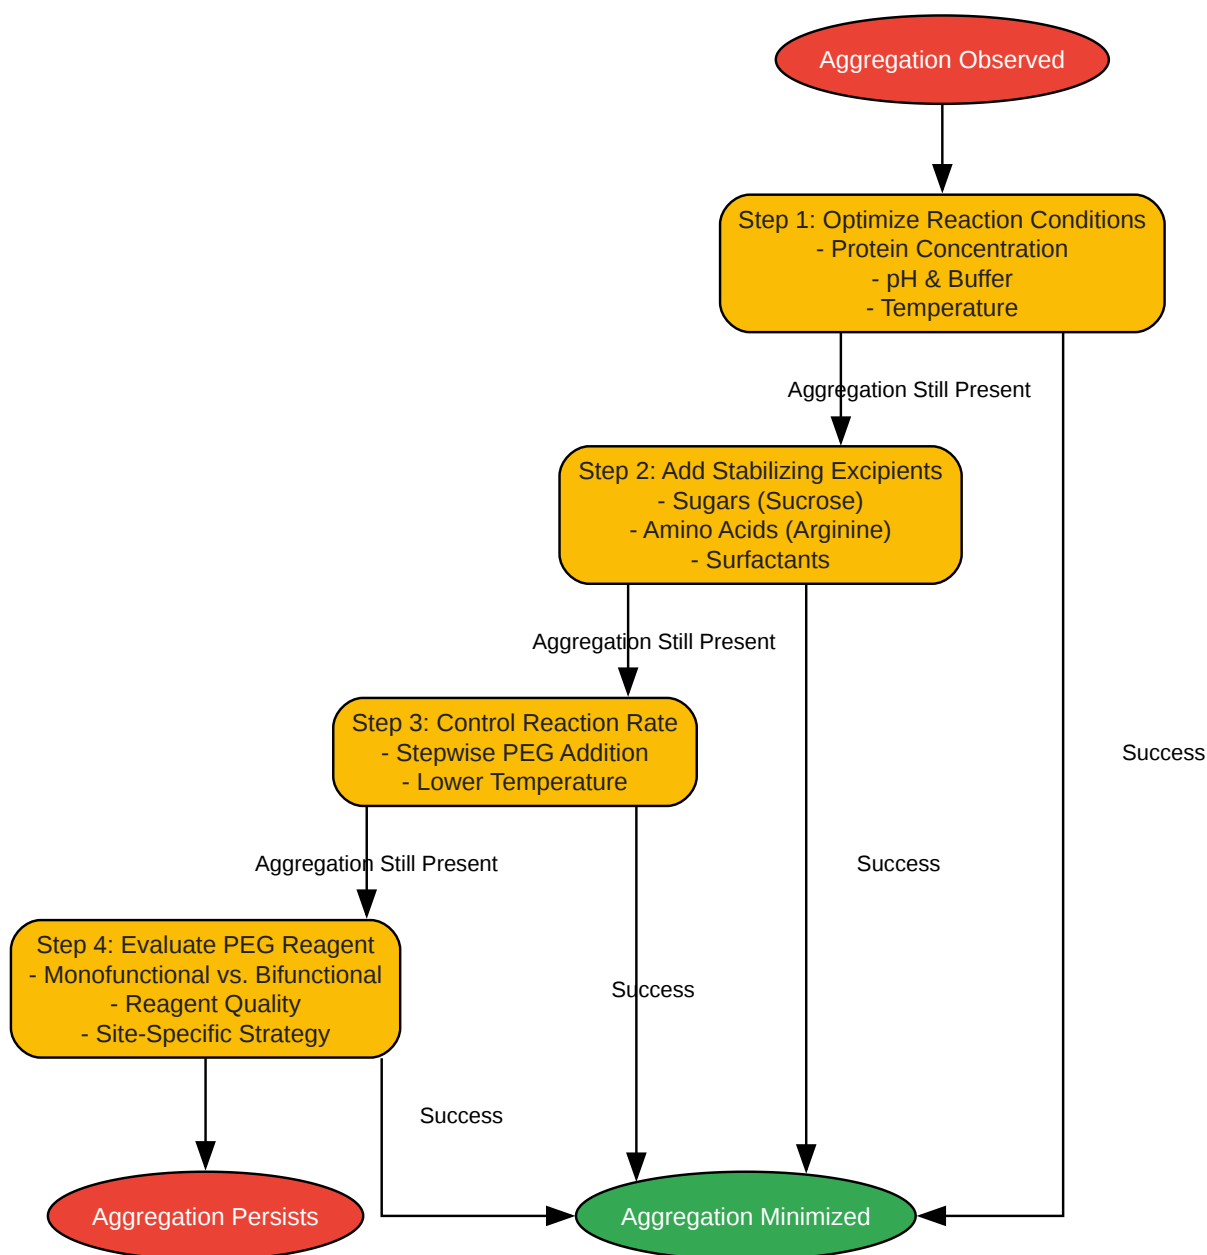 Aggregation Observed
Step 1: Optimize Reaction Conditions
- Protein Concentration
- pH & Buffer
- Temperature
Aggregation Still Present
Step 2: Add Stabilizing Excipients
- Sugars (Sucrose)
- Amino Acids (Arginine)
- Surfactants
Aggregation Still Present
Step 3: Control Reaction Rate
- Stepwise PEG Addition
- Lower Temperature
Success
Aggregation Still Present
Success
Step 4: Evaluate PEG Reagent
- Monofunctional vs. Bifunctional
- Reagent Quality
- Site-Specific Strategy
Success
Success
Aggregation Persists
Aggregation Minimized